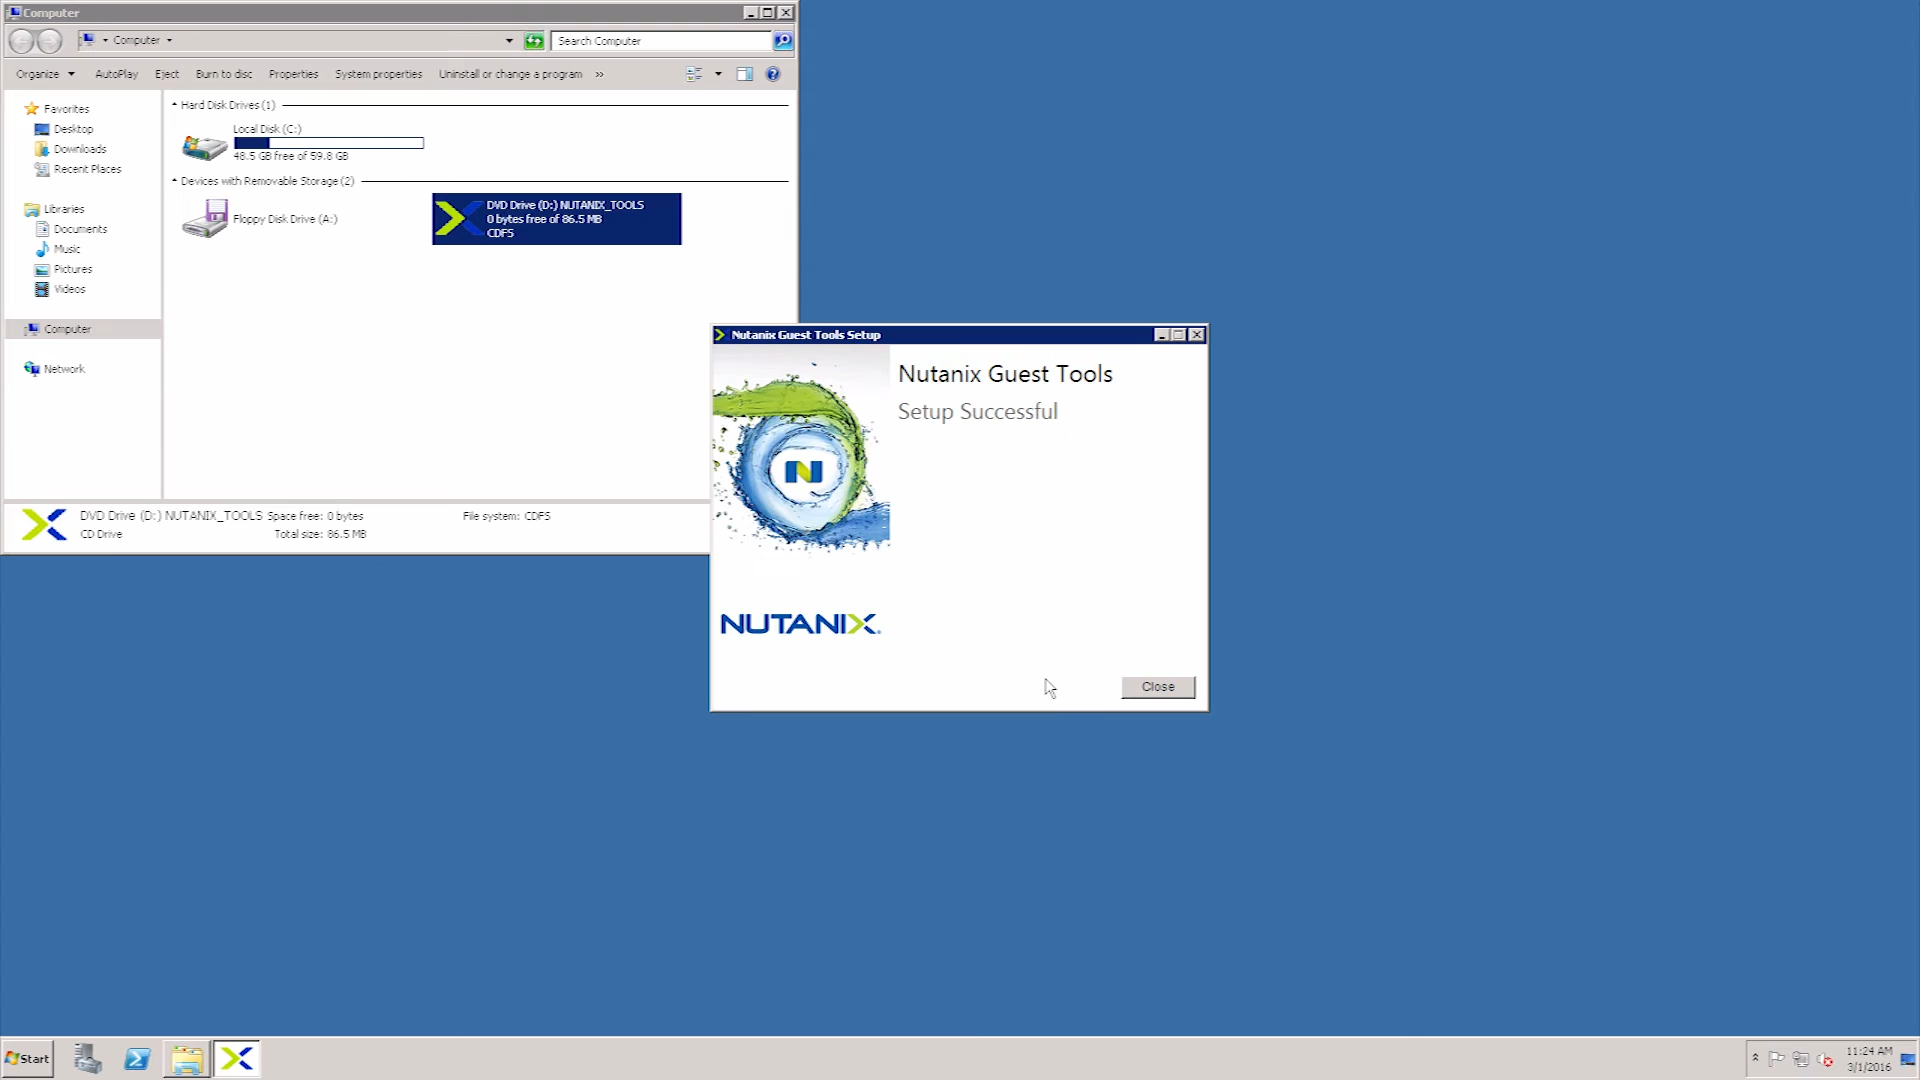 Computer
Computer
Search Computer
Organize
AutoPlay
Eject
Burn to disc
Properties
System properties
Uninstall or change a program
»
Favorites
Desktop
Downloads
Recent Places
Libraries
Documents
Music
Pictures
Videos
Computer
Network
Hard Disk Drives (1)
Local Disk (C:)
48.5 GB free of 59.8 GB
Devices with Removable Storage (2)
Floppy Disk Drive (A:)
DVD Drive (D:) NUTANIX_TOOLS
0 bytes free of 86.5 MB
CDFS
DVD Drive (D:) NUTANIX_TOOLS Space free: 0 bytes
File system: CDFS
CD Drive
Total size: 86.5 MB
Nutanix Guest Tools Setup
Nutanix Guest Tools
Setup Successful
N
NUTANIX.
Close
Start
11:24 AM
3/1/2016